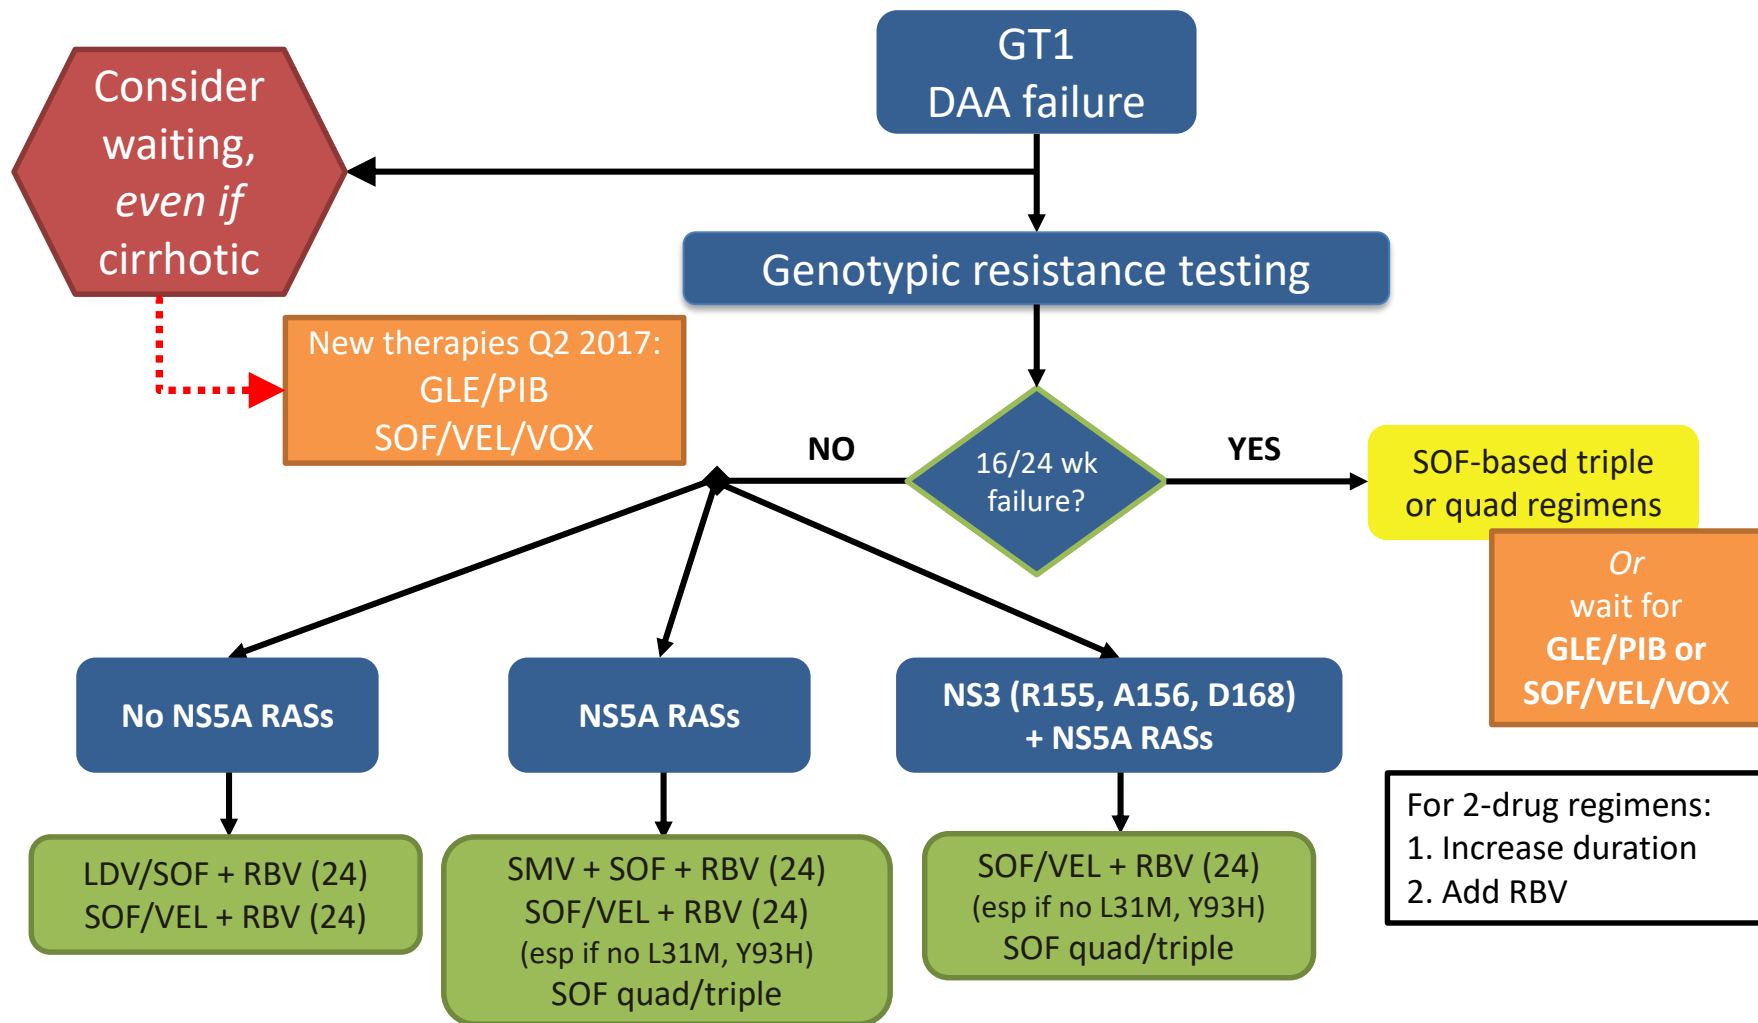 GT1
DAA failure
Consider
waiting,
even if
cirrhotic
Genotypic resistance testing
New therapies Q2 2017:
GLE/PIB
SOF/VEL/VOX
NO
16/24 wk
failure?
YES
SOF-based triple
or quad regimens
Or
wait for
GLE/PIB or
SOF/VEL/VOX
No NS5A RASs
NS5A RASs
NS3 (R155, A156, D168)
+ NS5A RASs
LDV/SOF + RBV (24)
SOF/VEL + RBV (24)
SMV + SOF + RBV (24)
SOF/VEL + RBV (24)
(esp if no L31M, Y93H)
SOF quad/triple
SOF/VEL + RBV (24)
(esp if no L31M, Y93H)
SOF quad/triple
For 2-drug regimens:
1. Increase duration
2. Add RBV